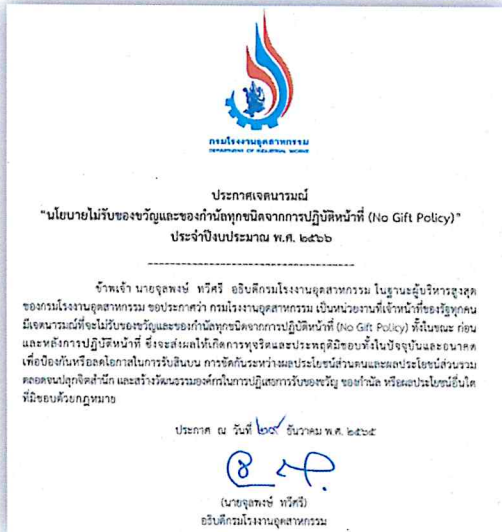 กรมโรงงานอุตสาหกรรม
DEPARTMENT OF INDUSTRIAL WORKS
ประกาศเจตนารมณ์
“นโยบายไม่รับของขวัญและของกำนัลทุกชนิดจากการปฏิบัติหน้าที่ (No Gift Policy)”
ประจำปีงบประมาณ พ.ศ. ๒๕๖๖
ข้าพเจ้า นายจุลพงษ์ ทวีศรี อธิบดีกรมโรงงานอุตสาหกรรม ในฐานะผู้บริหารสูงสุด
ของกรมโรงงานอุตสาหกรรม ขอประกาศว่า กรมโรงงานอุตสาหกรรม เป็นหน่วยงานที่เจ้าหน้าที่ของรัฐทุกคน
มีเจตนารมณ์ที่จะไม่รับของขวัญและของกำนัลทุกชนิดจากการปฏิบัติหน้าที่ (No Gift Policy) ทั้งในขณะ ก่อน
และหลังการปฏิบัติหน้าที่ ซึ่งจะส่งผลให้เกิดการทุจริตและประพฤติมิชอบทั้งในปัจจุบันและอนาคต
เพื่อป้องกันหรือลดโอกาสในการรับสินบน การขัดกันระหว่างผลประโยชน์ส่วนตนและผลประโยชน์ส่วนรวม
ตลอดจนปลุกจิตสำนึก และสร้างวัฒนธรรมองค์กรในการปฏิเสธการรับของขวัญ ของกำนัล หรือผลประโยชน์อื่นใด
ที่มิชอบด้วยกฎหมาย
ประกาศ ณ วันที่ ๒๙ ธันวาคม พ.ศ. ๒๕๖๕
(นายจุลพงษ์ ทวีศรี)
อธิบดีกรมโรงงานอุตสาหกรรม